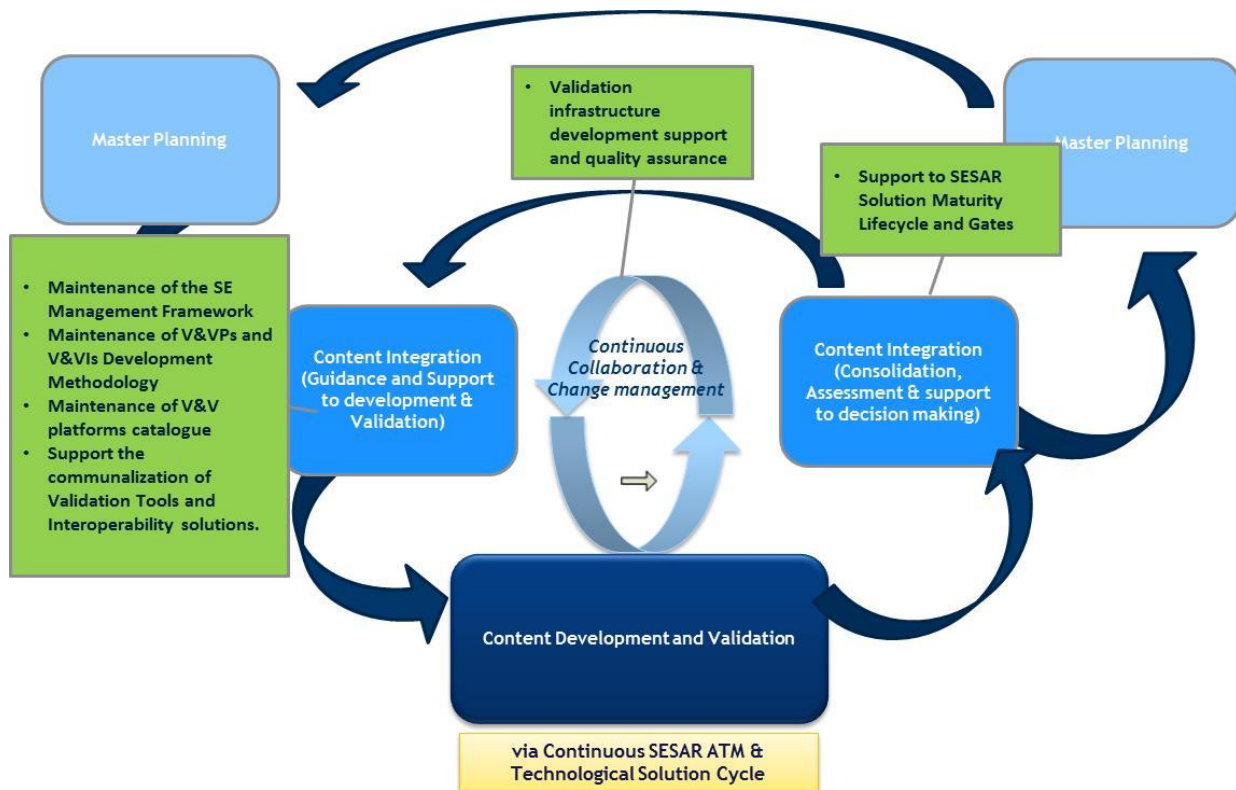 Master Planning
• Validation
infrastructure
development support
and quality assurance
Master Planning
• Support to SESAR
Solution Maturity
Lifecycle and Gates
• Maintenance of the SE
Management Framework
• Maintenance of V&VPs and
V&VIs Development
Methodology
• Maintenance of V&V
platforms catalogue
• Support the
communalization of
Validation Tools and
Interoperability solutions.
Content Integration
(Guidance and Support
to development &
Validation)
Continuous
Collaboration &
Change management
Content Integration
(Consolidation,
Assessment & support
to decision making)
Content Development and Validation
via Continuous SESAR ATM &
Technological Solution Cycle